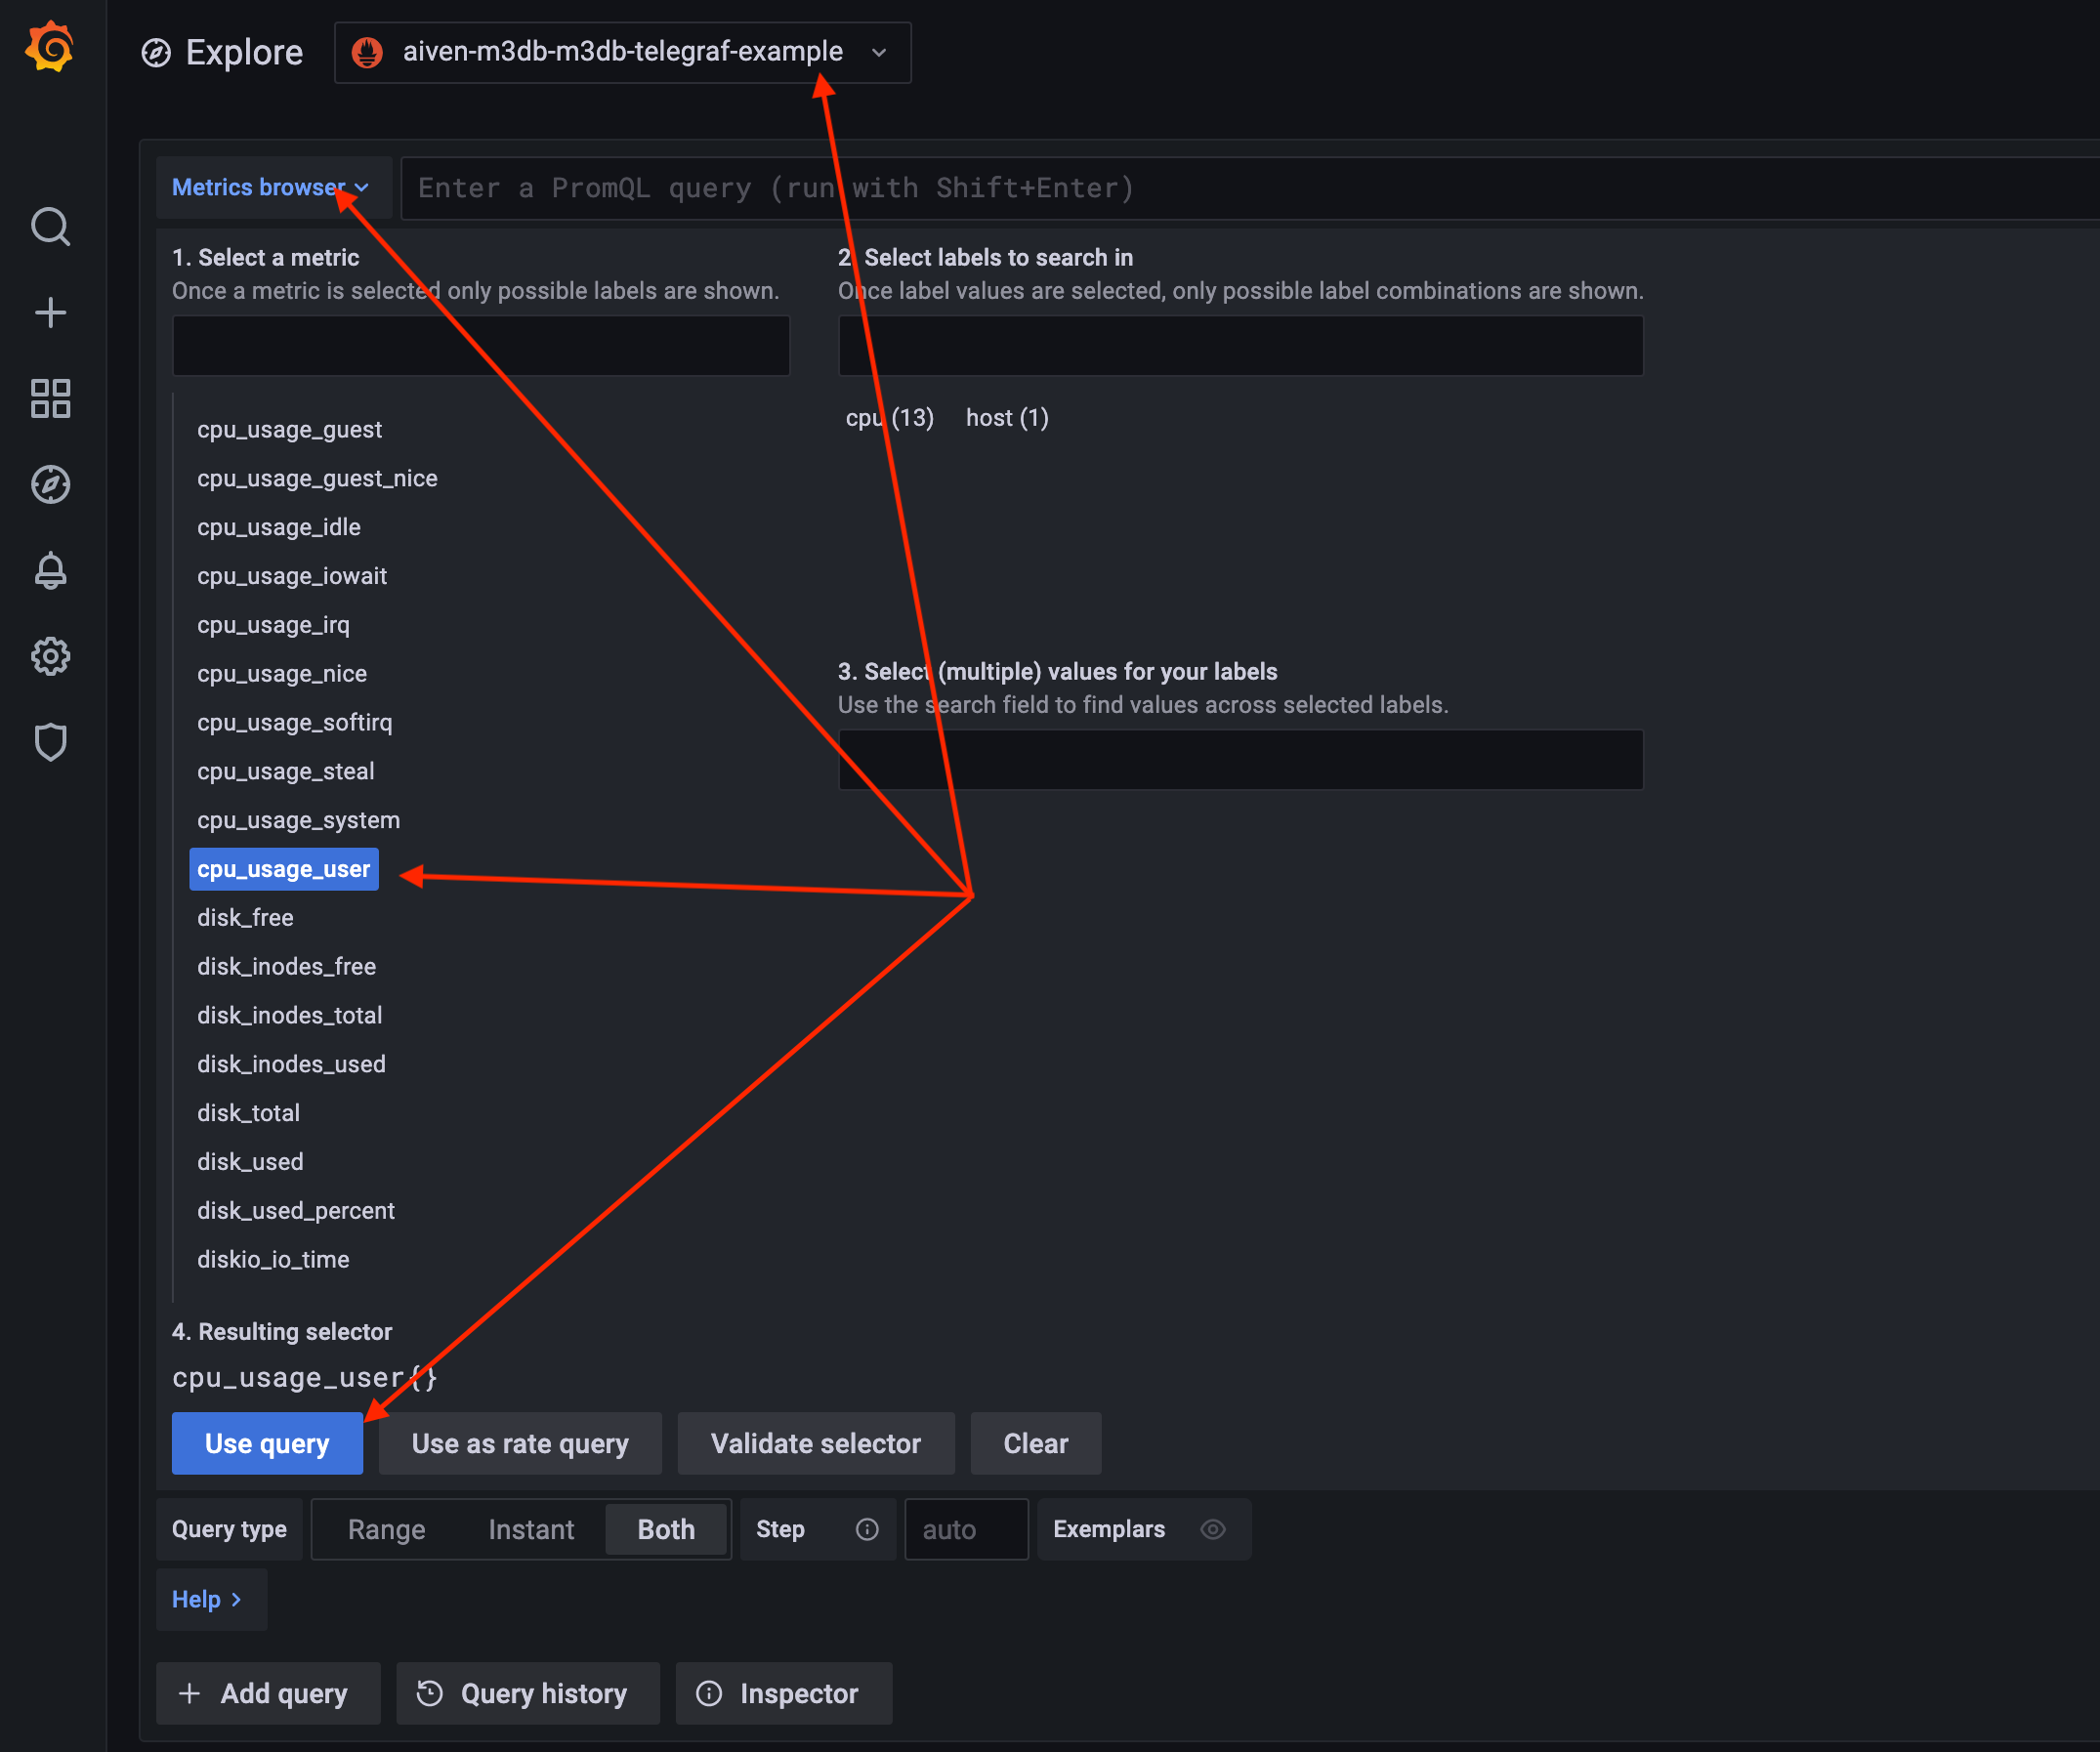 Explore
aiven-m3db-m3db-telegraf-example
Metrics browser
Enter a PromQL query (run with Shift+Enter)
1. Select a metric
Once a metric is selected only possible labels are shown.
cpu_usage_guest
cpu_usage_guest_nice
cpu_usage_idle
cpu_usage_iowait
cpu_usage_irq
cpu_usage_nice
cpu_usage_softirq
cpu_usage_steal
cpu_usage_system
cpu_usage_user
disk_free
disk_inodes_free
disk_inodes_total
disk_inodes_used
disk_total
disk_used
disk_used_percent
diskio_io_time
2. Select labels to search in
Once label values are selected, only possible label combinations are shown.
cpu (13) host (1)
3. Select (multiple) values for your labels
Use the search field to find values across selected labels.
4. Resulting selector
cpu_usage_user{}
Use query Use as rate query Validate selector Clear
Query type Range Instant Both Step auto Exemplars
Help
Add query Query history Inspector